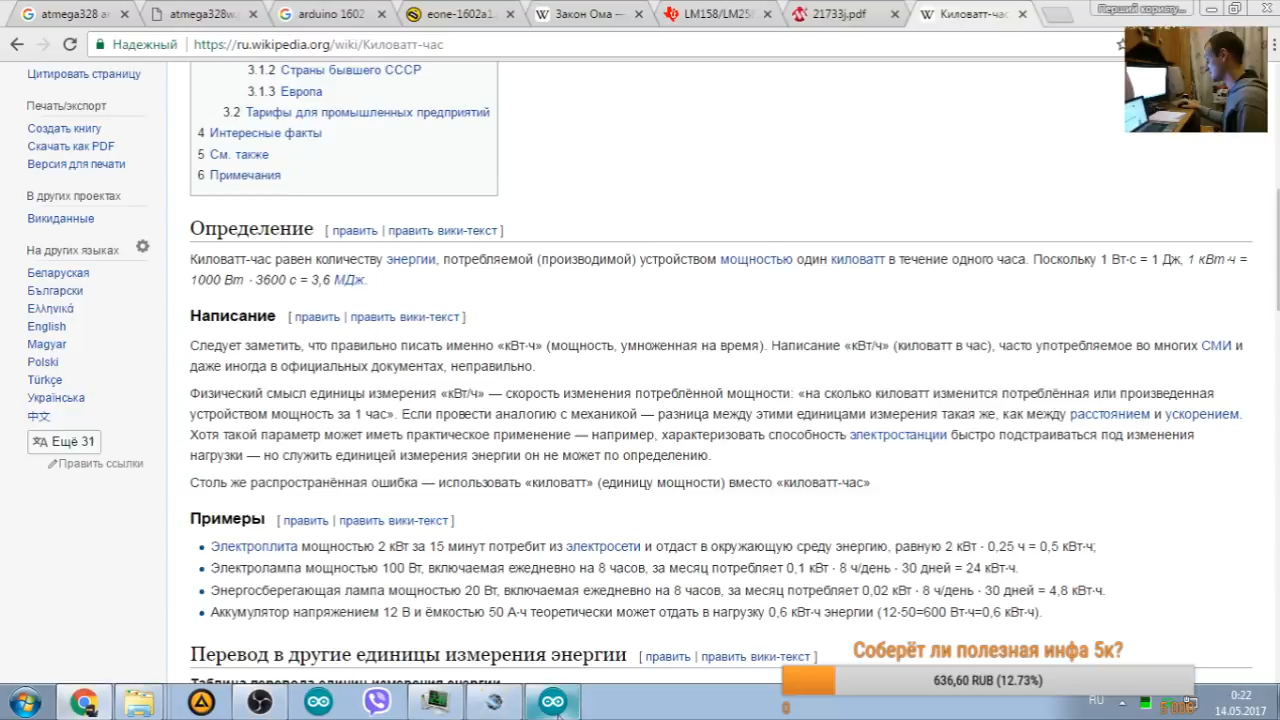 atmega328 ar
atmega328w
arduino 1602
eone-1602a1
Закон Ома —
LM158/LM25
21733j.pdf
Киловатт-час
Перший користу...
Надежный
https://ru.wikipedia.org/wiki/Киловатт-час
Цитировать страницу
Печать/экспорт
Создать книгу
Скачать как PDF
Версия для печати
В других проектах
Викиданные
На других языках
Беларуская
Български
Ελληνικά
English
Magyar
Polski
Türkçe
Українська
中文
Ещё 31
Править ссылки
3.1.2 Страны бывшего СССР
3.1.3 Европа
3.2 Тарифы для промышленных предприятий
4 Интересные факты
5 См. также
6 Примечания
Определение [ править | править вики-текст ]
Киловатт-час равен количеству энергии, потребляемой (производимой) устройством мощностью один киловатт в течение одного часа. Поскольку 1 Вт·с = 1 Дж, 1 кВт·ч =
1000 Вт · 3600 с = 3,6 МДж.
Написание [ править | править вики-текст ]
Следует заметить, что правильно писать именно «кВт·ч» (мощность, умноженная на время). Написание «кВт/ч» (киловатт в час), часто употребляемое во многих СМИ и
даже иногда в официальных документах, неправильно.
Физический смысл единицы измерения «кВт/ч» — скорость изменения потреблённой мощности: «на сколько киловатт изменится потреблённая или произведенная
устройством мощность за 1 час». Если провести аналогию с механикой — разница между этими единицами измерения такая же, как между расстоянием и ускорением.
Хотя такой параметр может иметь практическое применение — например, характеризовать способность электростанции быстро подстраиваться под изменения
нагрузки — но служить единицей измерения энергии он не может по определению.
Столь же распространённая ошибка — использовать «киловатт» (единицу мощности) вместо «киловатт-час»
Примеры [ править | править вики-текст ]
Электроплита мощностью 2 кВт за 15 минут потребит из электросети и отдаст в окружающую среду энергию, равную 2 кВт · 0,25 ч = 0,5 кВт·ч;
Электролампа мощностью 100 Вт, включаемая ежедневно на 8 часов, за месяц потребляет 0,1 кВт · 8 ч/день · 30 дней = 24 кВт·ч.
Энергосберегающая лампа мощностью 20 Вт, включаемая ежедневно на 8 часов, за месяц потребляет 0,02 кВт · 8 ч/день · 30 дней = 4,8 кВт·ч.
Аккумулятор напряжением 12 В и ёмкостью 50 А·ч теоретически может отдать в нагрузку 0,6 кВт·ч энергии (12·50=600 Вт·ч=0,6 кВт·ч).
Перевод в другие единицы измерения энергии [ править | править вики-текст ]
Таблица перевода единиц измерения энергии
Соберёт ли полезная инфа 5к?
636,60 RUB (12.73%)
0
RU
0:22
14.05.2017